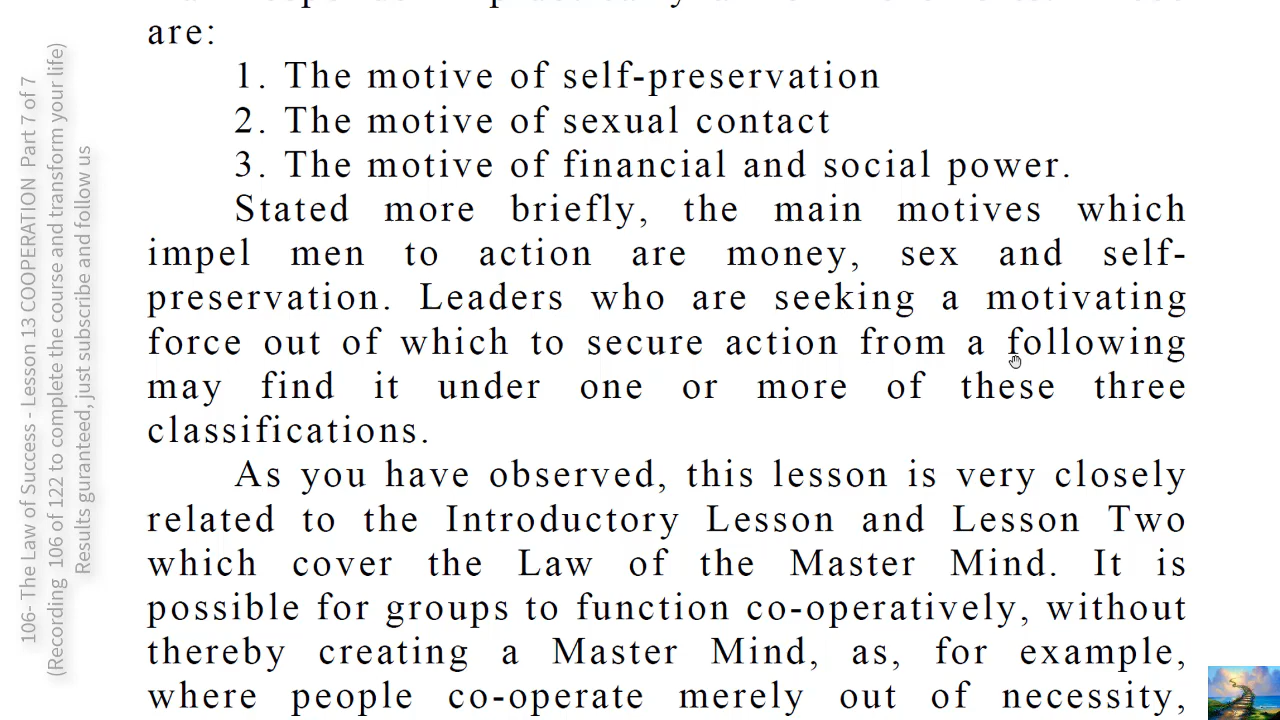 are:
1. The motive of self-preservation
2. The motive of sexual contact
3. The motive of financial and social power.
Stated more briefly, the main motives which
impel men to action are money, sex and self-
preservation. Leaders who are seeking a motivating
force out of which to secure action from a following
may find it under one or more of these three
classifications.
As you have observed, this lesson is very closely
related to the Introductory Lesson and Lesson Two
which cover the Law of the Master Mind. It is
possible for groups to function co-operatively, without
thereby creating a Master Mind, as, for example,
where people co-operate merely out of necessity,
106- The Law of Success - Lesson 13 COOPERATION Part 7 of 7
(Recording 106 of 122 to complete the course and transform your life)
Results guranteed, just subscribe and follow us